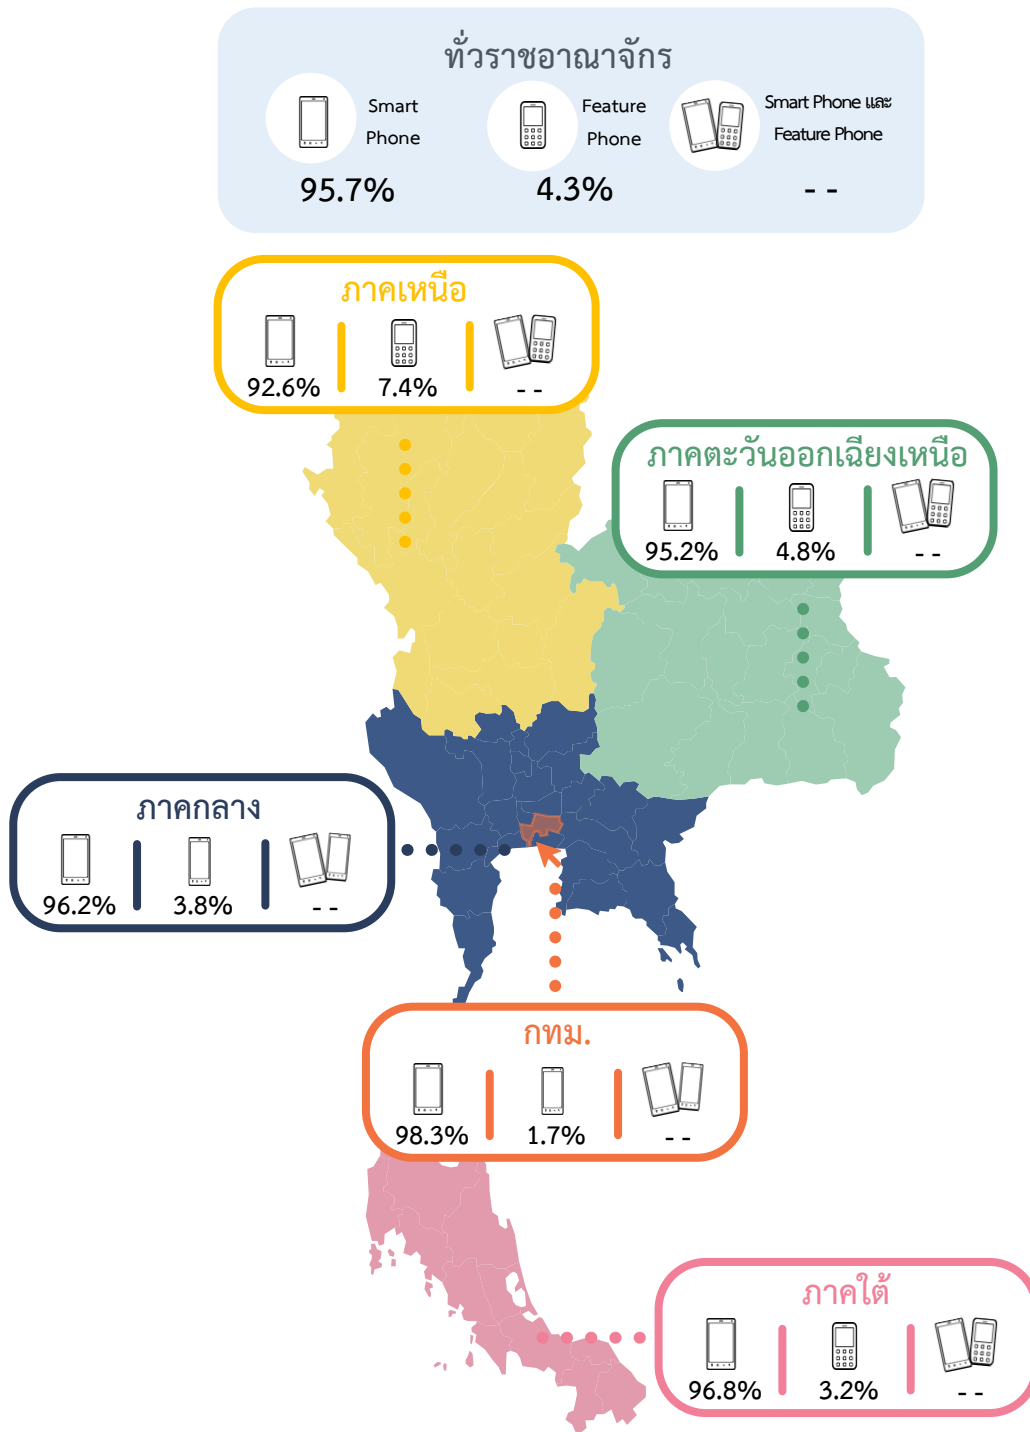 ทั่วราชอาณาจักร
Smart
Phone
95.7%
Feature
Phone
4.3%
Smart Phone และ
Feature Phone
- -
ภาคเหนือ
92.6%
7.4%
- -
ภาคตะวันออกเฉียงเหนือ
95.2%
4.8%
- -
ภาคกลาง
96.2%
3.8%
- -
กทม.
98.3%
1.7%
- -
ภาคใต้
96.8%
3.2%
- -